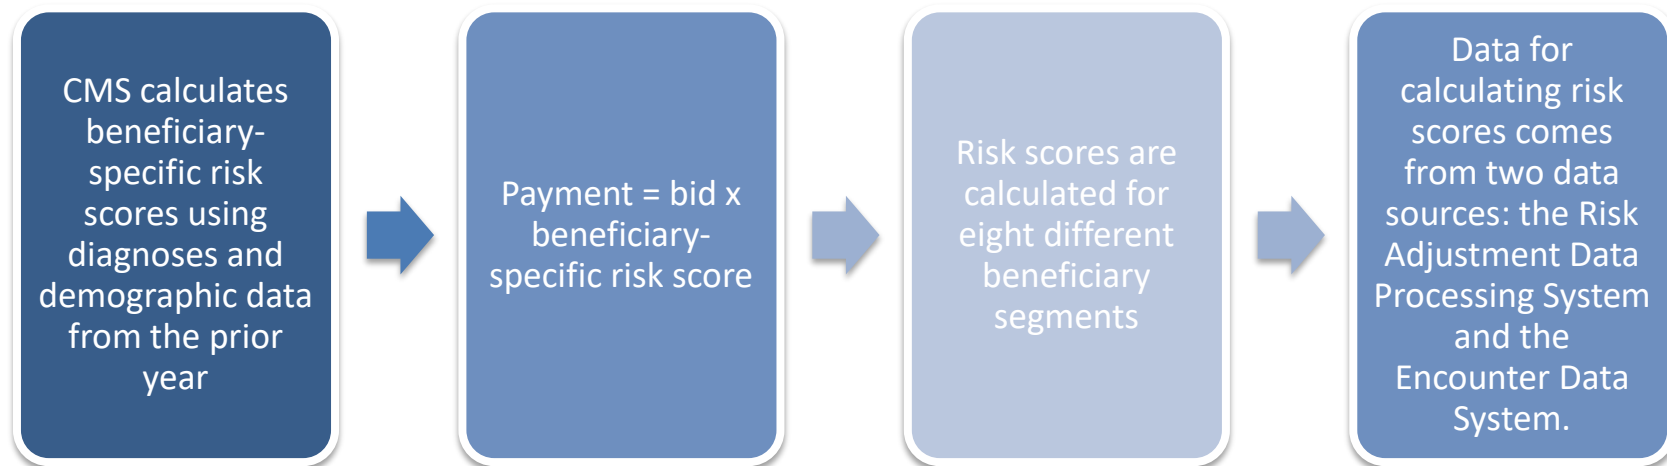 CMS calculates
beneficiary-
specific risk
scores using
diagnoses and
demographic data
from the prior
year
Payment = bid x
beneficiary-
specific risk score
Risk scores are
calculated for
eight different
beneficiary
segments
Data for
calculating risk
scores comes
from two data
sources: the Risk
Adjustment Data
Processing System
and the
Encounter Data
System.